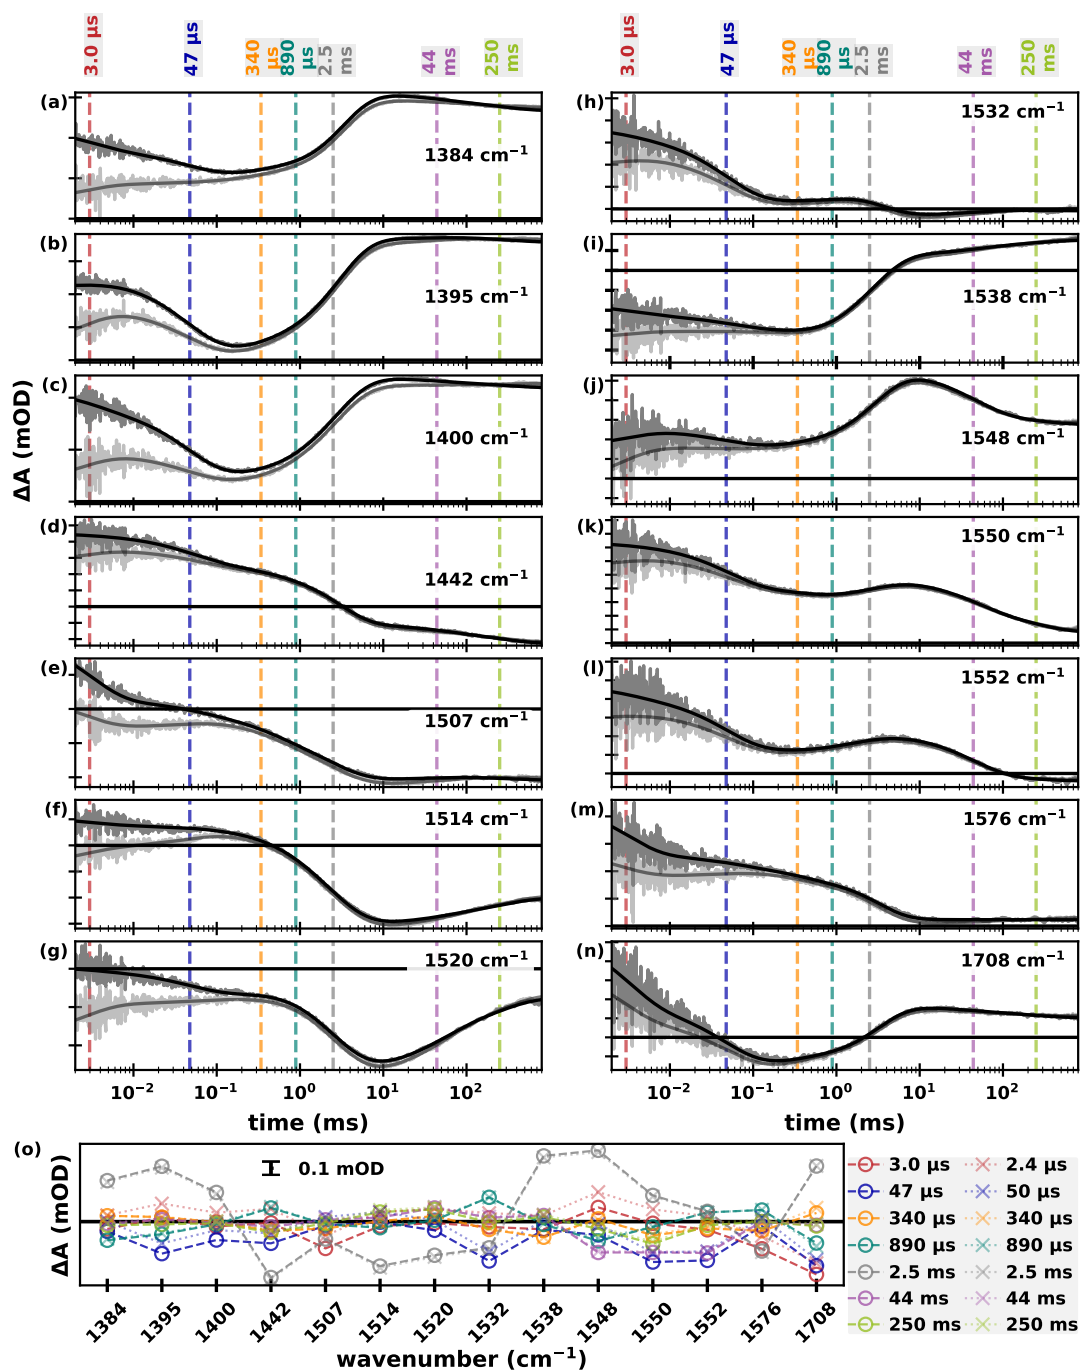 3.0 µs
47 µs
340 µs
890 µs
2.5 ms
44 ms
250 ms
3.0 µs
47 µs
340 µs
890 µs
2.5 ms
44 ms
250 ms
(a)
1384 cm⁻¹
(h)
1532 cm⁻¹
(b)
1395 cm⁻¹
(i)
1538 cm⁻¹
(c)
1400 cm⁻¹
(j)
1548 cm⁻¹
ΔA (mOD)
(d)
1442 cm⁻¹
(k)
1550 cm⁻¹
(e)
1507 cm⁻¹
(l)
1552 cm⁻¹
(f)
1514 cm⁻¹
(m)
1576 cm⁻¹
(g)
1520 cm⁻¹
(n)
1708 cm⁻¹
10⁻² 10⁻¹ 10⁰ 10¹ 10²
time (ms)
10⁻² 10⁻¹ 10⁰ 10¹ 10²
time (ms)
(o)
ΔA (mOD)
0.1 mOD
1384 1395 1400 1442 1507 1514 1520 1532 1538 1548 1550 1552 1576 1708
wavenumber (cm⁻¹)
3.0 µs 2.4 µs
47 µs 50 µs
340 µs 340 µs
890 µs 890 µs
2.5 ms 2.5 ms
44 ms 44 ms
250 ms 250 ms